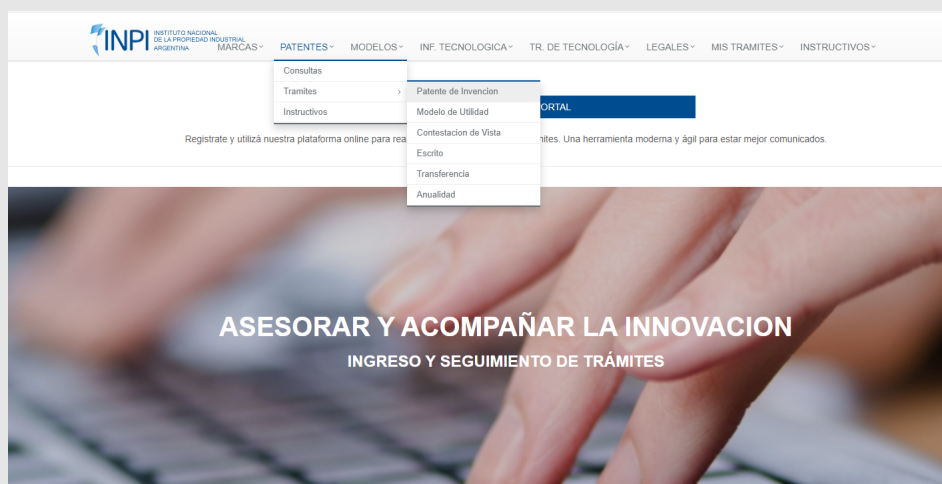 INPI
INSTITUTO NACIONAL
DE LA PROPIEDAD INDUSTRIAL
ARGENTINA
MARCAS PATENTES MODELOS INF. TECNOLOGICA TR. DE TECNOLOGÍA LEGALES MIS TRAMITES INSTRUCTIVOS
Consultas
Tramites
Instructivos
Patente de Invencion
Modelo de Utilidad
Contestacion de Vista
Escrito
Transferencia
Anualidad
ORTAL
Registrate y utilizá nuestra plataforma online para rea mites. Una herramienta moderna y ágil para estar mejor comunicados.
ASESORAR Y ACOMPAÑAR LA INNOVACION
INGRESO Y SEGUIMIENTO DE TRÁMITES